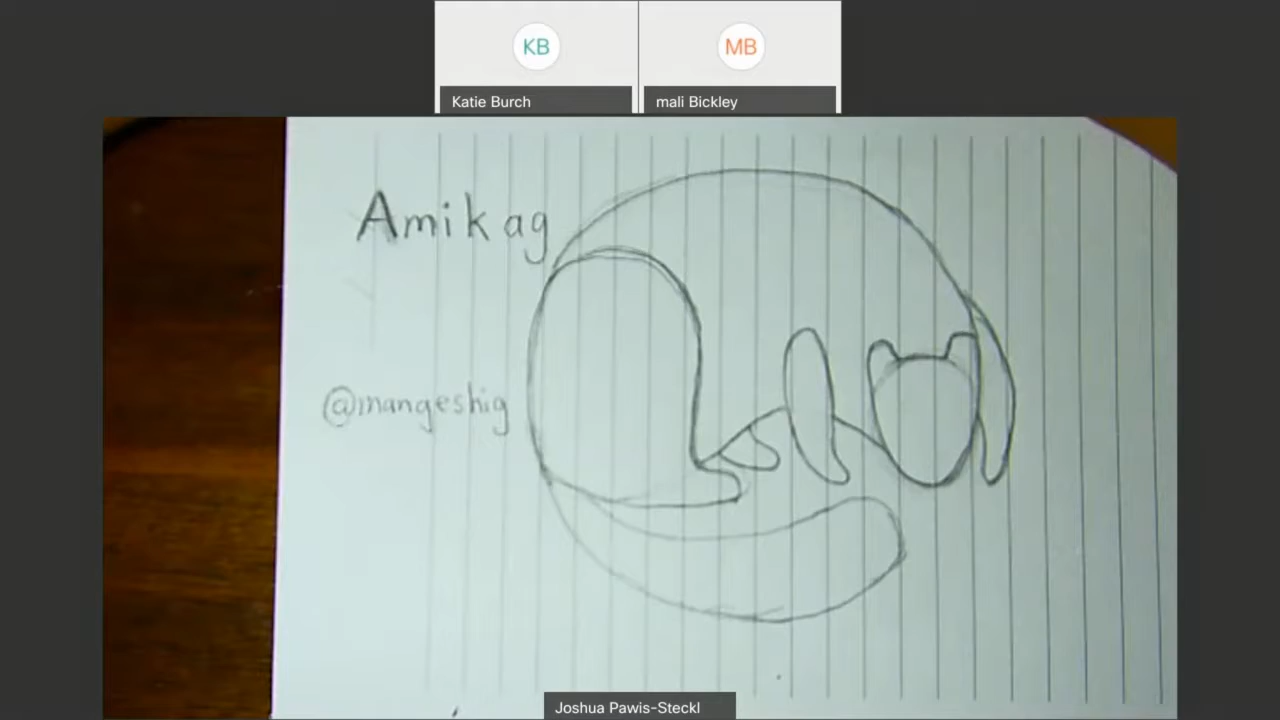 KB
MB
Katie Burch
mali Bickley
Amikag
@mangeshig
Joshua Pawis-Steckl